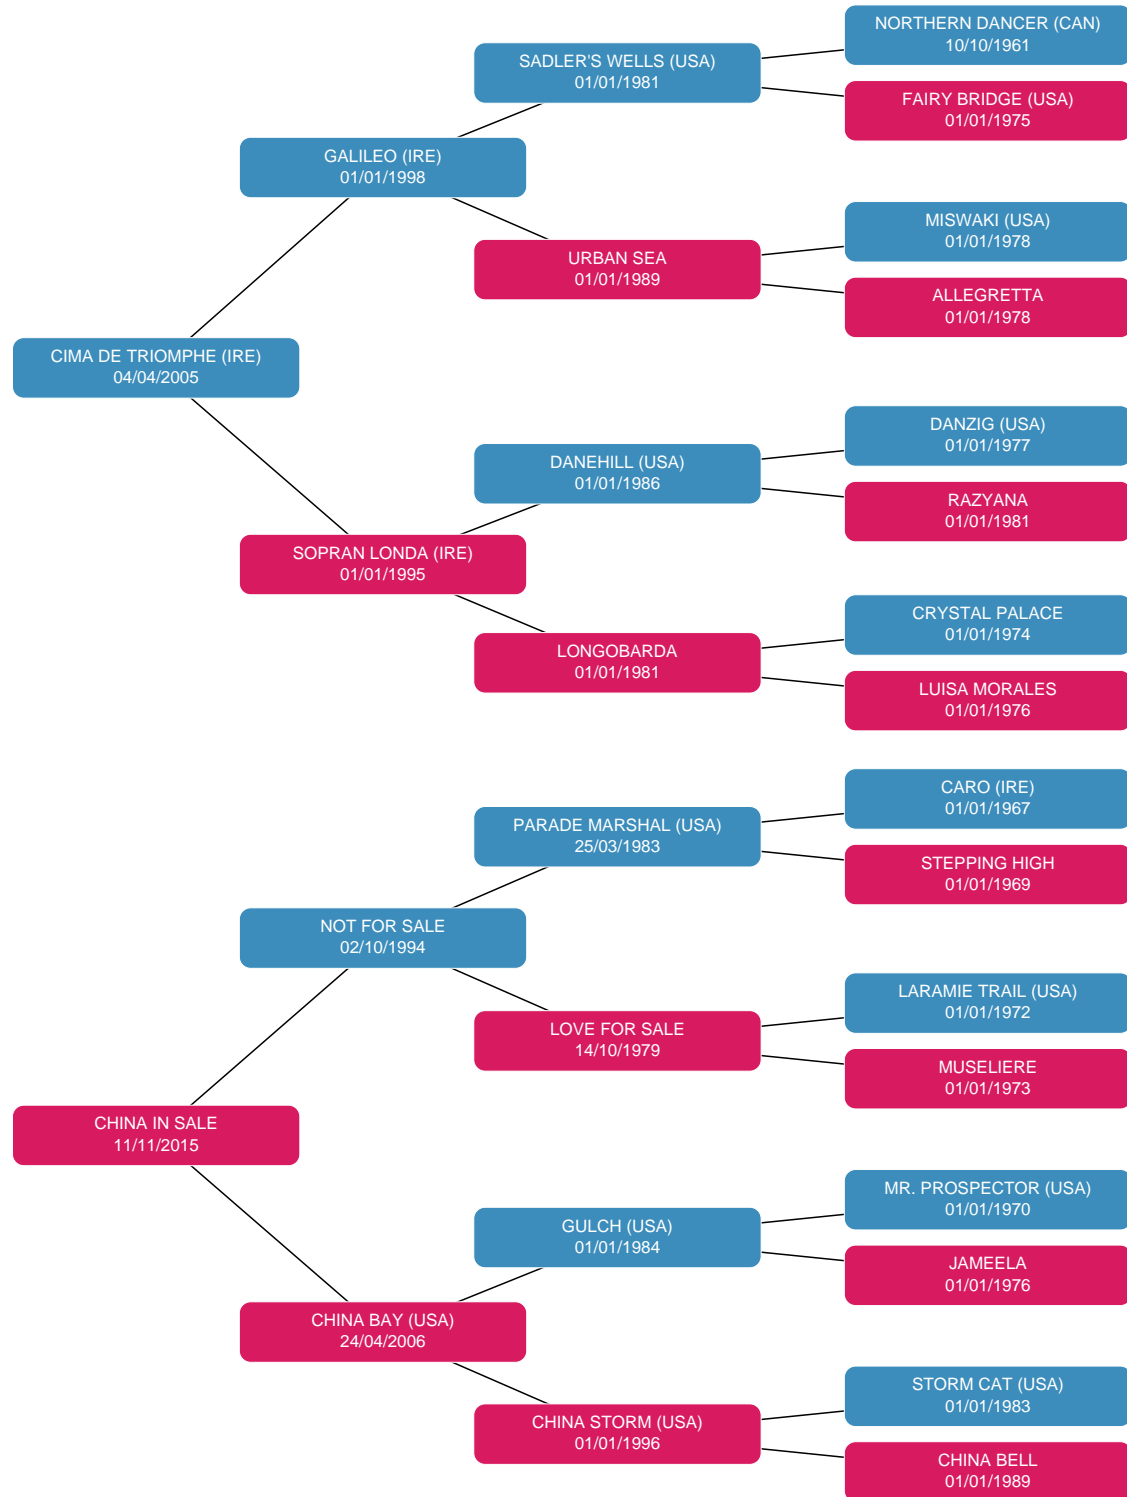 NORTHERN DANCER (CAN)
10/10/1961
SADLER'S WELLS (USA)
01/01/1981
FAIRY BRIDGE (USA)
01/01/1975
GALILEO (IRE)
01/01/1998
MISWAKI (USA)
01/01/1978
URBAN SEA
01/01/1989
ALLEGRETTA
01/01/1978
CIMA DE TRIOMPHE (IRE)
04/04/2005
DANZIG (USA)
01/01/1977
DANEHILL (USA)
01/01/1986
RAZYANA
01/01/1981
SOPRAN LONDA (IRE)
01/01/1995
CRYSTAL PALACE
01/01/1974
LONGOBARDA
01/01/1981
LUISA MORALES
01/01/1976
CARO (IRE)
01/01/1967
PARADE MARSHAL (USA)
25/03/1983
STEPPING HIGH
01/01/1969
NOT FOR SALE
02/10/1994
LARAMIE TRAIL (USA)
01/01/1972
LOVE FOR SALE
14/10/1979
MUSELIERE
01/01/1973
CHINA IN SALE
11/11/2015
MR. PROSPECTOR (USA)
01/01/1970
GULCH (USA)
01/01/1984
JAMEELA
01/01/1976
CHINA BAY (USA)
24/04/2006
STORM CAT (USA)
01/01/1983
CHINA STORM (USA)
01/01/1996
CHINA BELL
01/01/1989